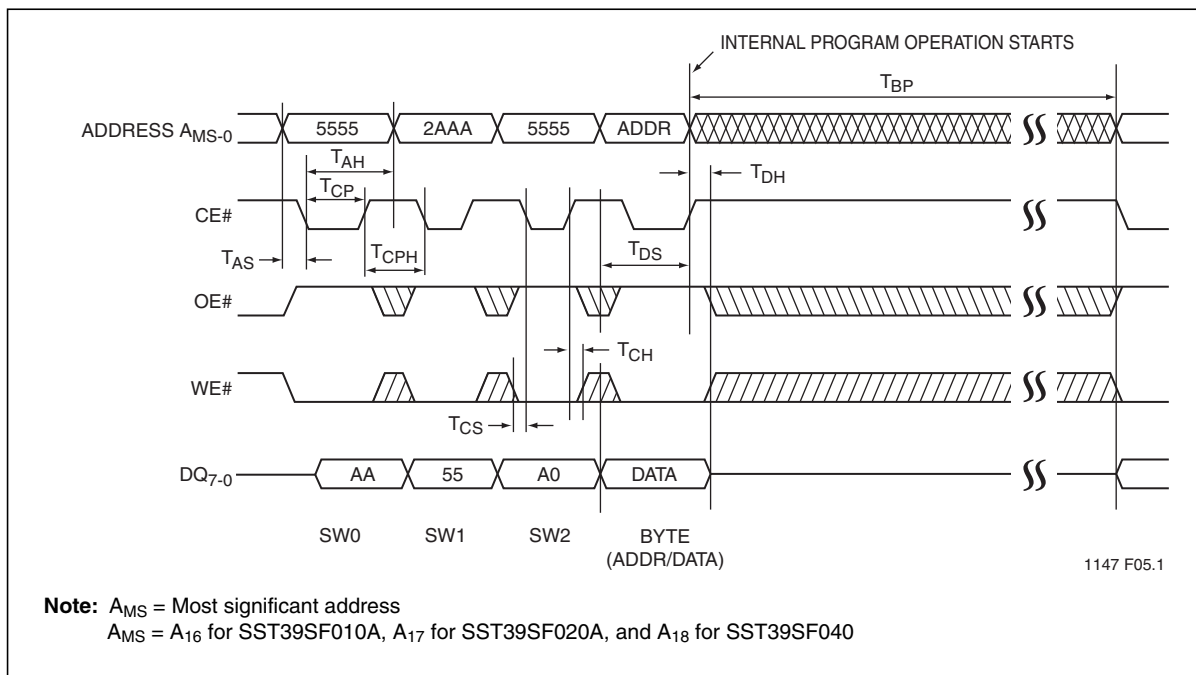 INTERNAL PROGRAM OPERATION STARTS
TBP
ADDRESS AMS-0
5555 2AAA 5555 ADDR
TAH
TDH
TCP
CE#
TAS
TCPH
TDS
OE#
TCH
WE#
TCS
DQ7-0
AA 55 A0 DATA
SW0 SW1 SW2 BYTE
(ADDR/DATA)
1147 F05.1
Note: AMS = Most significant address
AMS = A16 for SST39SF010A, A17 for SST39SF020A, and A18 for SST39SF040